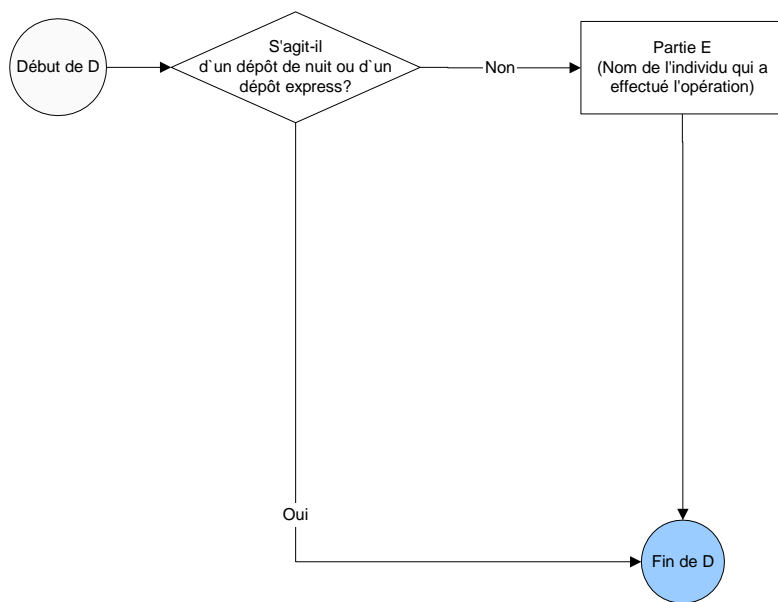 Début de D
S'agit-il
d`un dépôt de nuit ou d`un
dépôt express?
Non
Partie E
(Nom de l'individu qui a
effectué l'opération)
Oui
Fin de D